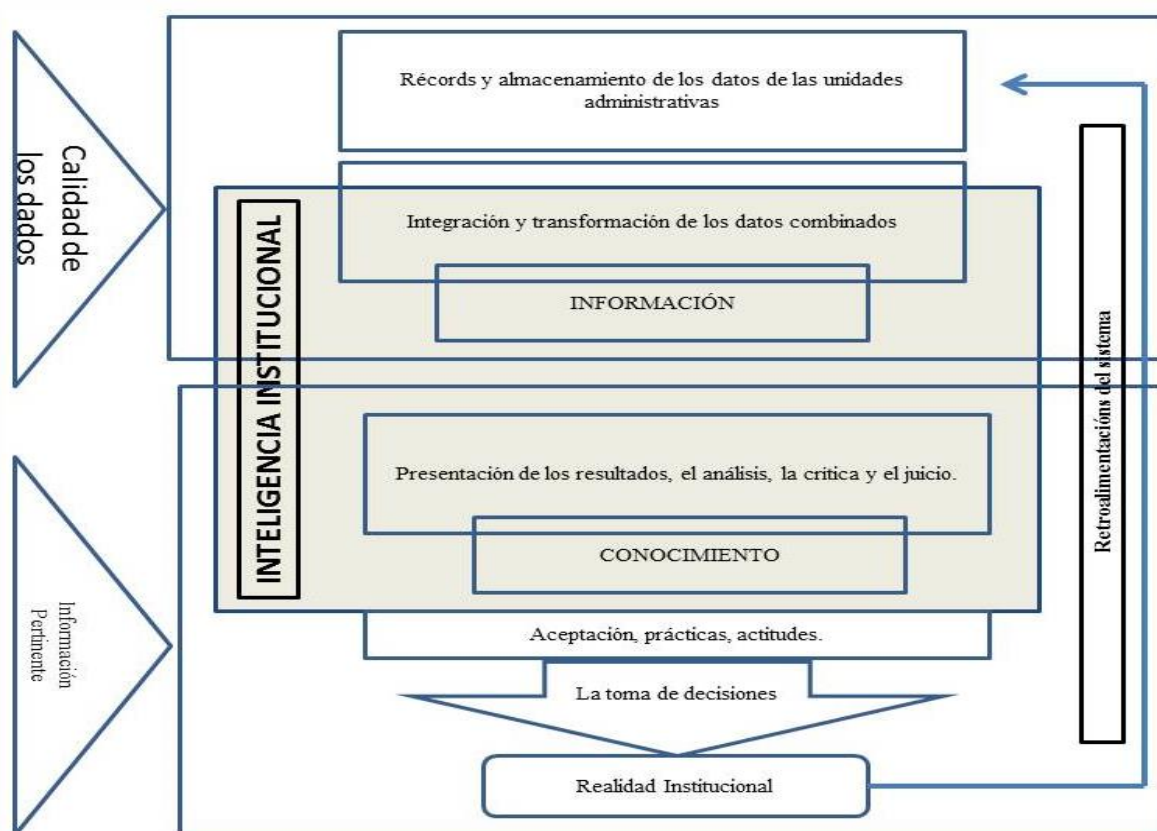 Récords y almacenamiento de los datos de las unidades
administrativas
Calidad de
los dados
Integración y transformación de los datos combinados
INFORMACIÓN
INTELIGENCIA INSTITUCIONAL
Retroalimentacións del sistema
Presentación de los resultados, el análisis, la crítica y el juicio.
CONOCIMIENTO
Información
Pertinente
Aceptación, prácticas, actitudes.
La toma de decisiones
Realidad Institucional